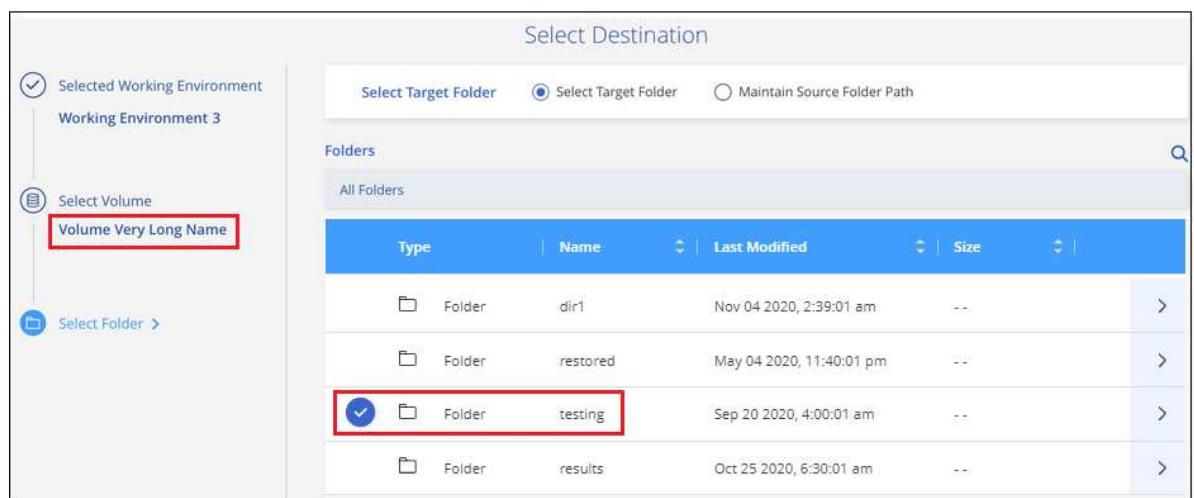 Select Destination
Selected Working Environment
Working Environment 3
Select Volume
Volume Very Long Name
Select Folder >
Select Target Folder Select Target Folder Maintain Source Folder Path
Folders
All Folders
Type Name Last Modified Size
Folder dir1 Nov 04 2020, 2:39:01 am --
Folder restored May 04 2020, 11:40:01 pm --
Folder testing Sep 20 2020, 4:00:01 am --
Folder results Oct 25 2020, 6:30:01 am --